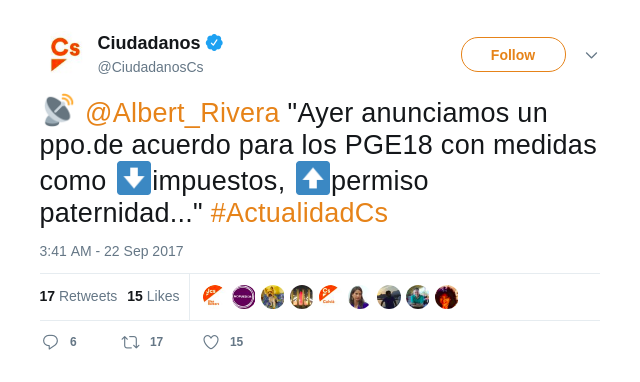 Cs
Ciudadanos
@CiudadanosCs
Follow
@Albert_Rivera "Ayer anunciamos un
ppo.de acuerdo para los PGE18 con medidas
como ⬇impuestos, ⬆permiso
paternidad..." #ActualidadCs
3:41 AM - 22 Sep 2017
17 Retweets 15 Likes
6 17 15